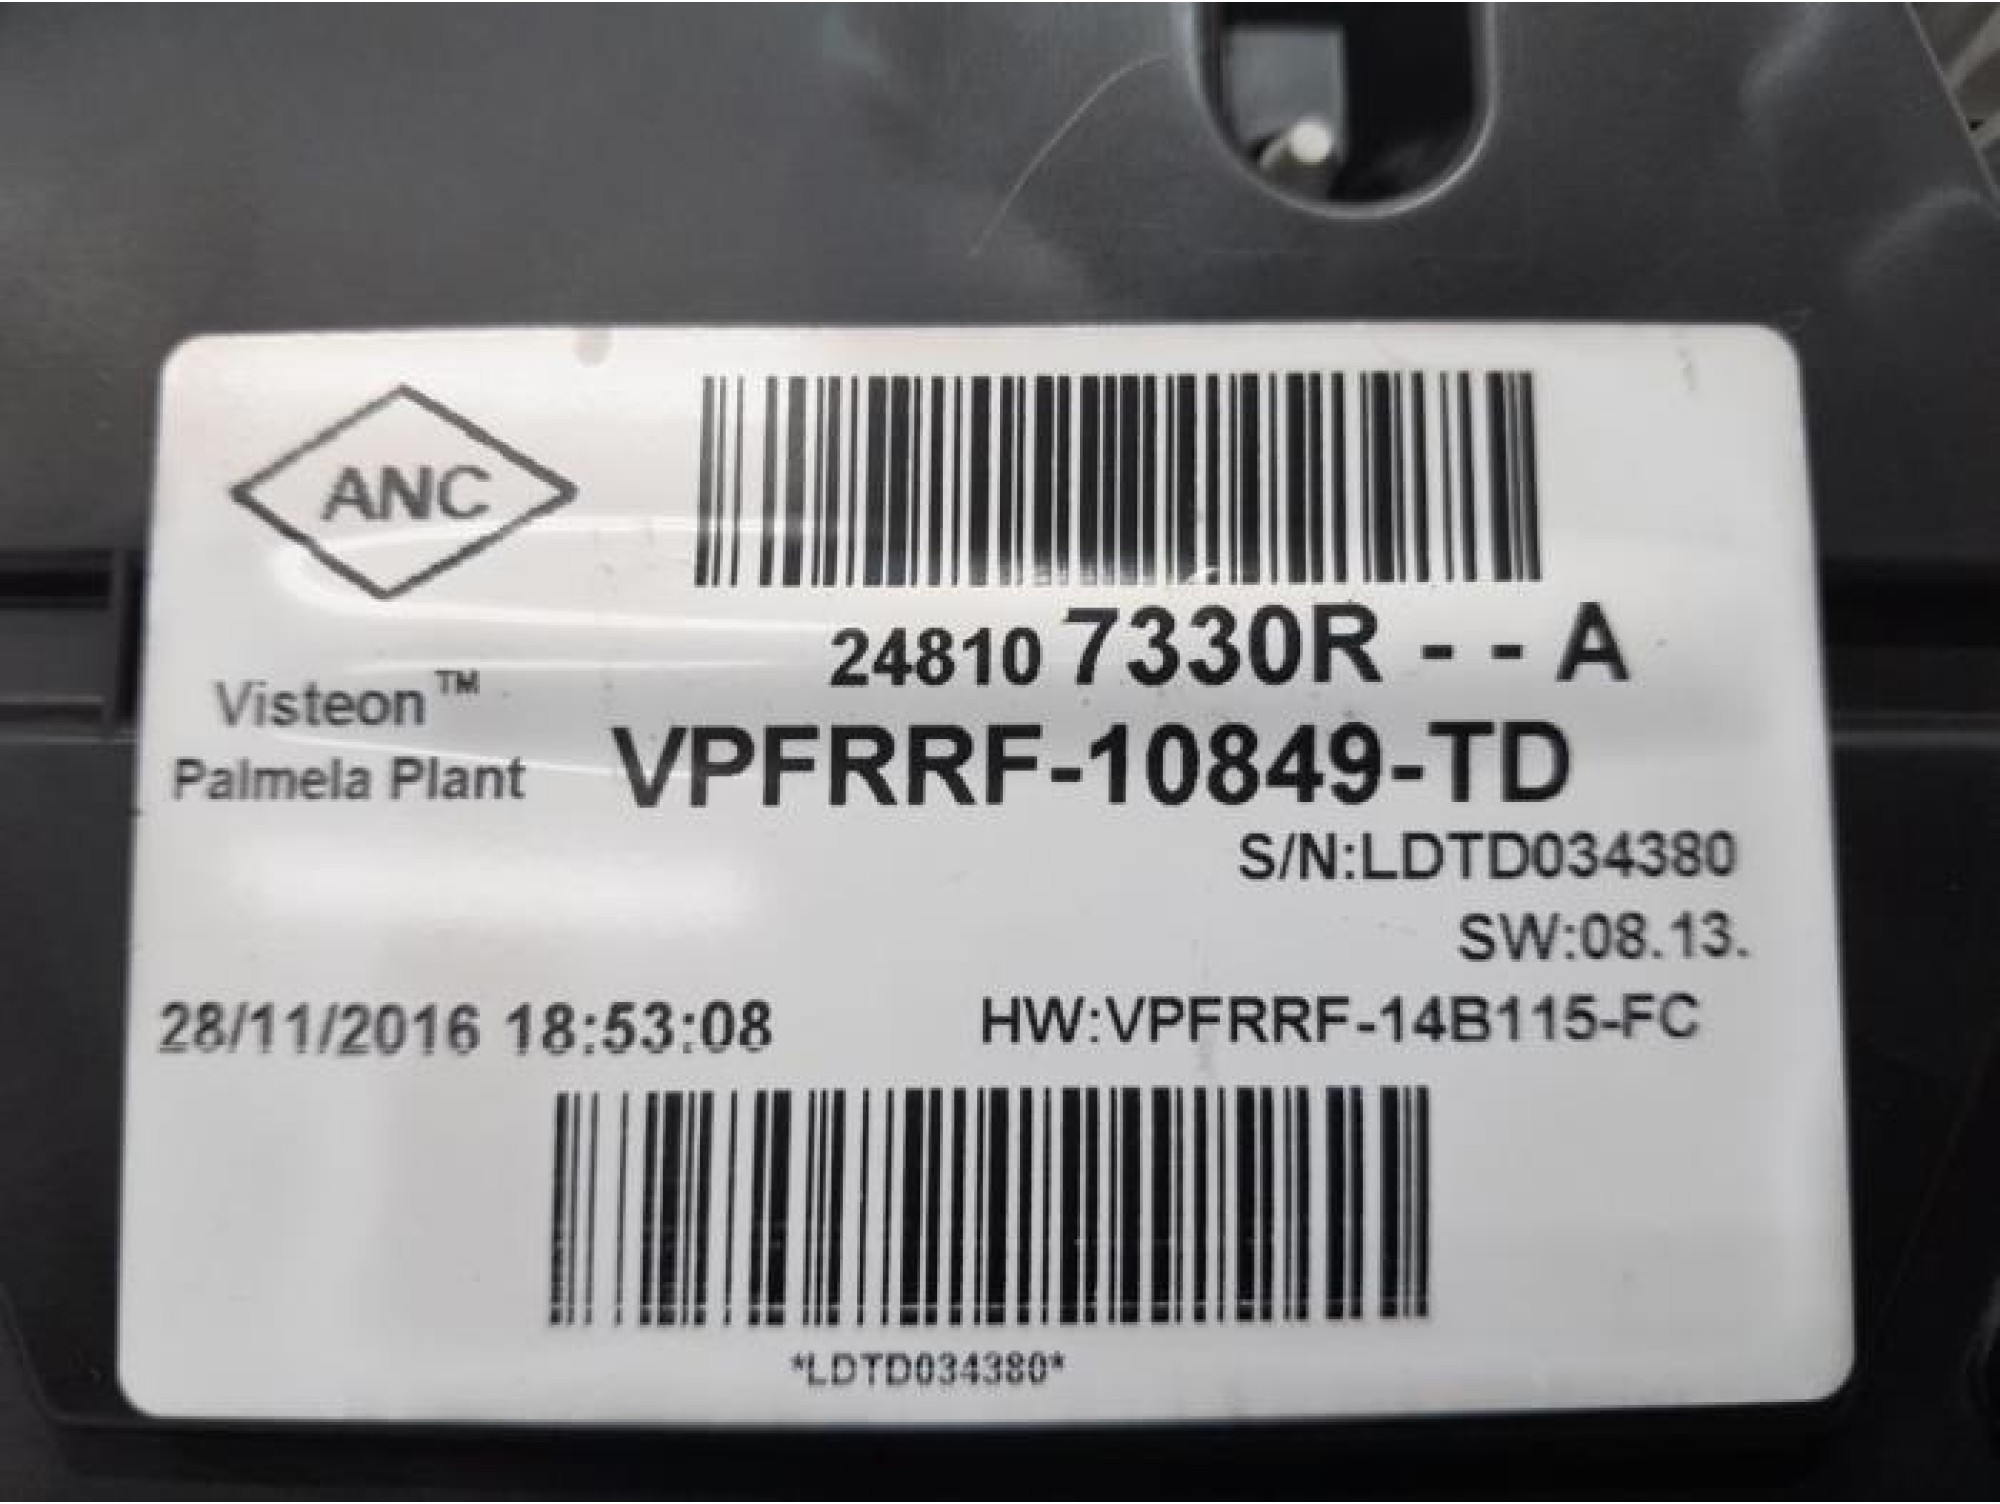 ANC
248107330R - - A
Visteon™
Palmela Plant
VPFRRF-10849-TD
S/N:LDTD034380
SW:08.13.
28/11/2016 18:53:08
HW:VPFRRF-14B115-FC
*LDTD034380*